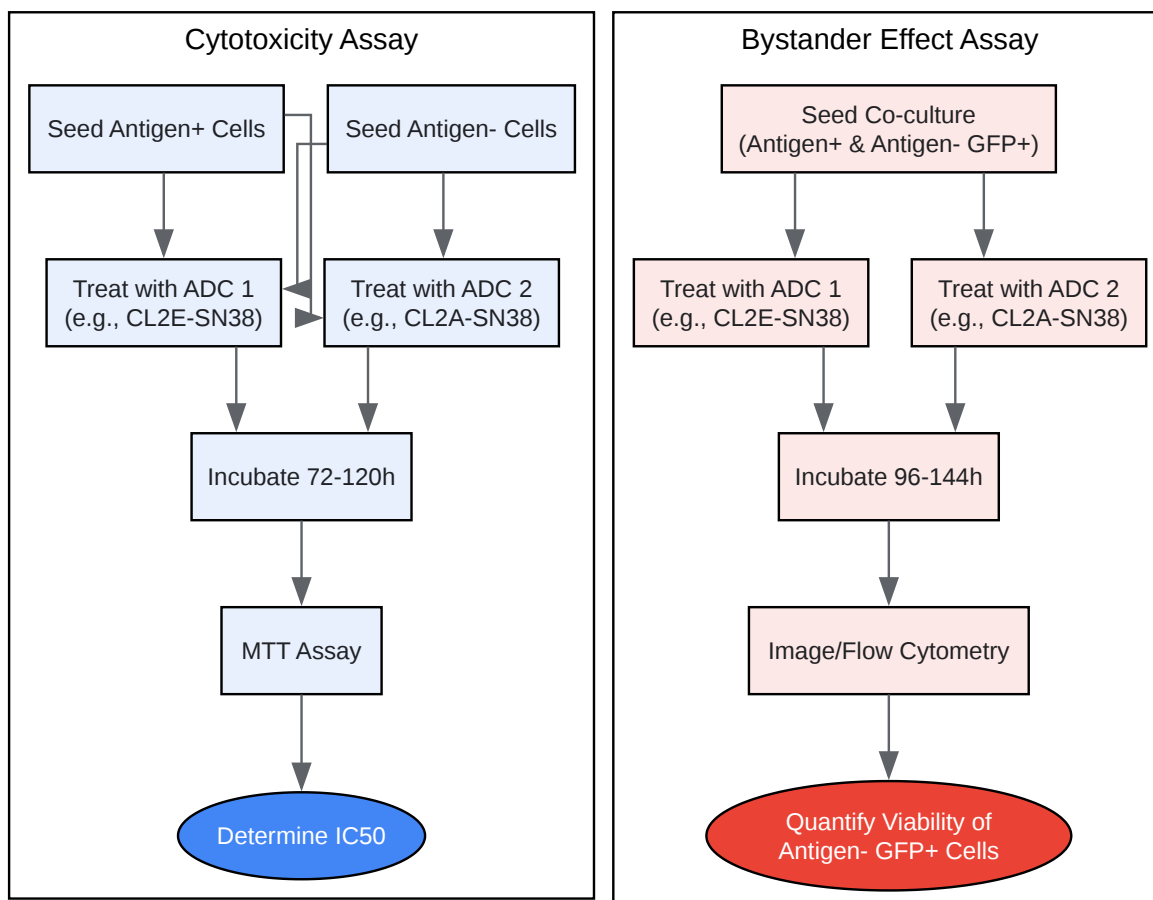 Cytotoxicity Assay
Seed Antigen+ Cells
Seed Antigen- Cells
Treat with ADC 1
(e.g., CL2E-SN38)
Treat with ADC 2
(e.g., CL2A-SN38)
Incubate 72-120h
MTT Assay
Determine IC50
Bystander Effect Assay
Seed Co-culture
(Antigen+ & Antigen- GFP+)
Treat with ADC 1
(e.g., CL2E-SN38)
Treat with ADC 2
(e.g., CL2A-SN38)
Incubate 96-144h
Image/Flow Cytometry
Quantify Viability of
Antigen- GFP+ Cells